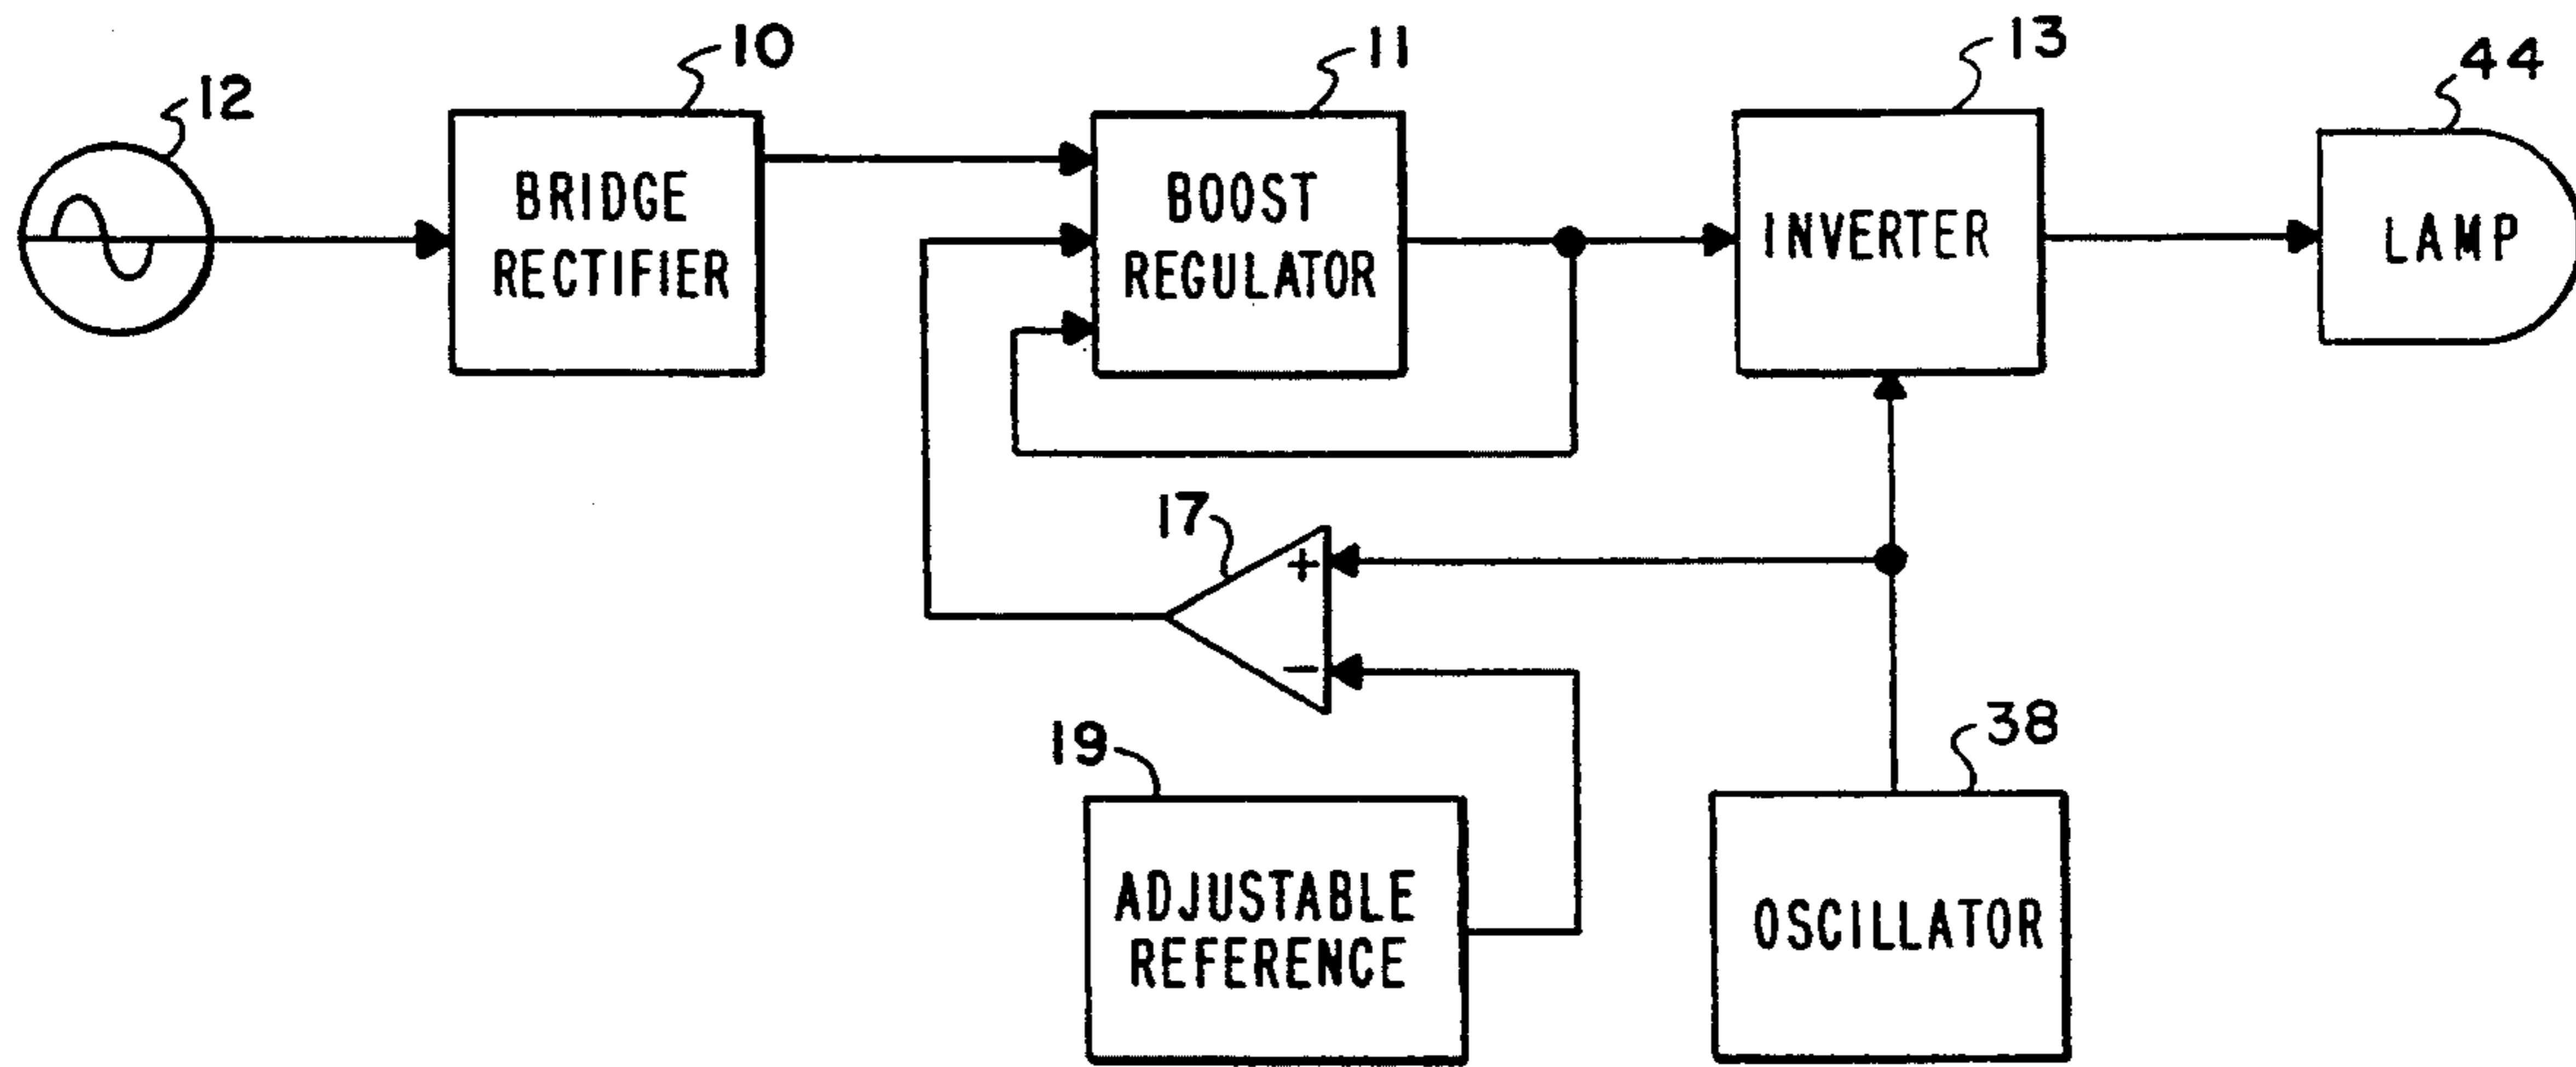 12
10
11
13
44
BRIDGE
RECTIFIER
BOOST
REGULATOR
INVERTER
LAMP
17
+
−
19
38
ADJUSTABLE
REFERENCE
OSCILLATOR